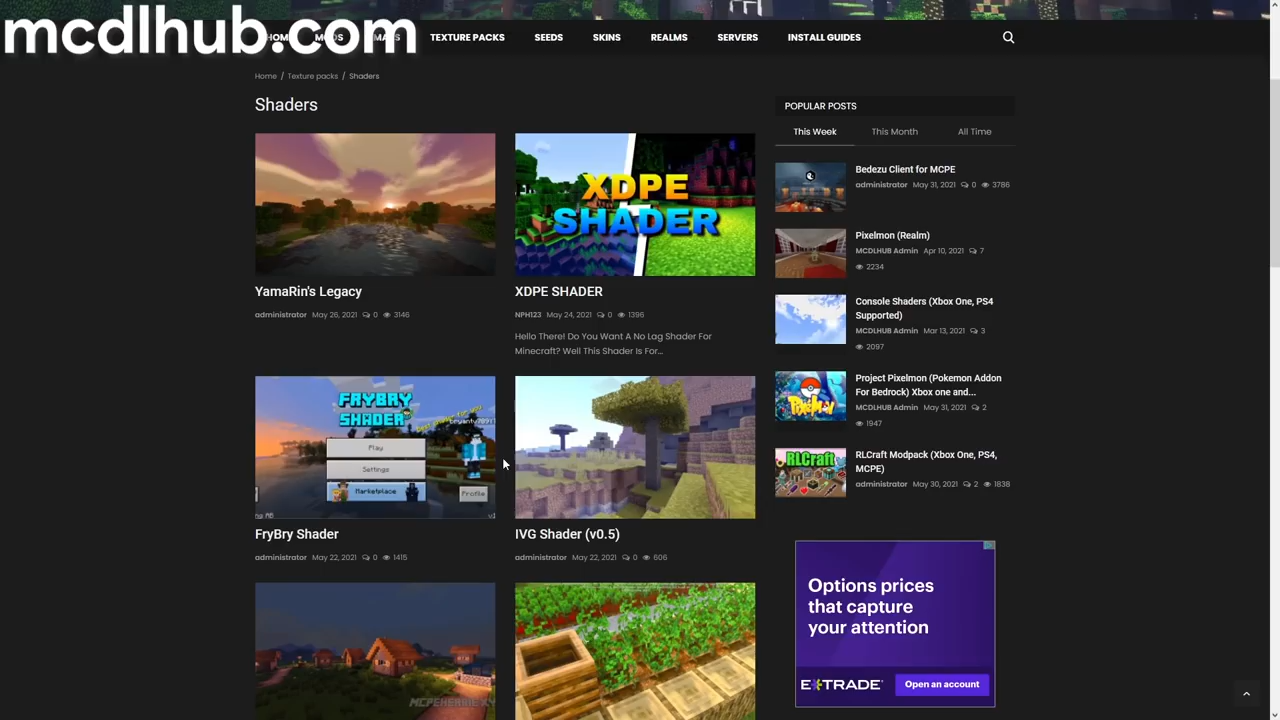 mcdlhub.com
HOME MODS MAPS TEXTURE PACKS SEEDS SKINS REALMS SERVERS INSTALL GUIDES
Home / Texture packs / Shaders
Shaders
XDPE
SHADER
YamaRin's Legacy
administrator May 26, 2021 0 3146
XDPE SHADER
NPH123 May 24, 2021 0 1396
Hello There! Do You Want A No Lag Shader For
Minecraft? Well This Shader Is For...
FRYBRY
SHADER
Play
Settings
Marketplace
Profile
FryBry Shader
administrator May 22, 2021 0 1415
IVG Shader (v0.5)
administrator May 22, 2021 0 606
POPULAR POSTS
This Week This Month All Time
Bedezu Client for MCPE
administrator May 31, 2021 0 3786
Pixelmon (Realm)
MCDLHUB Admin Apr 10, 2021 7
2234
Console Shaders (Xbox One, PS4
Supported)
MCDLHUB Admin Mar 13, 2021 3
2097
Pixelmon
Project Pixelmon (Pokemon Addon
For Bedrock) Xbox one and...
MCDLHUB Admin May 31, 2021 2
1947
RLCraft
RLCraft Modpack (Xbox One, PS4,
MCPE)
administrator May 30, 2021 2 1838
Options prices
that capture
your attention
E*TRADE Open an account